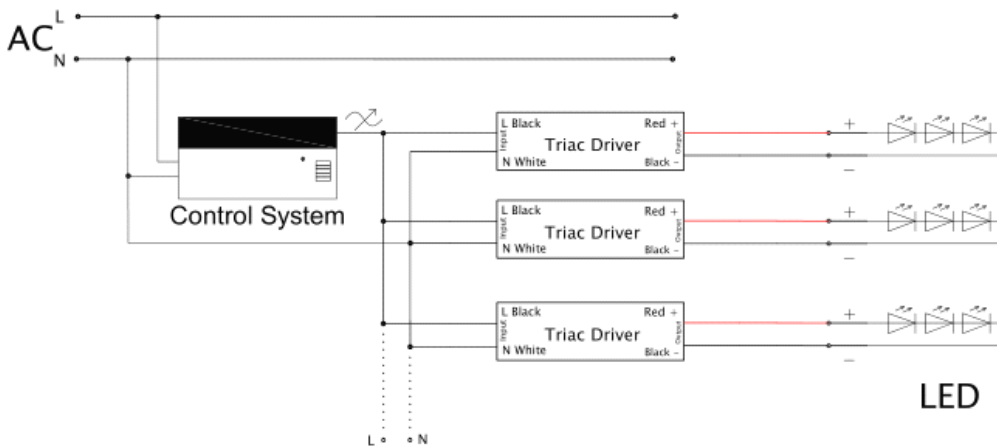 L
AC
N
Control System
L Black
Red +
Input
Triac Driver
Output
N White
Black -
+
-
L Black
Red +
Input
Triac Driver
Output
N White
Black -
+
-
L Black
Red +
Input
Triac Driver
Output
N White
Black -
+
-
LED
L N